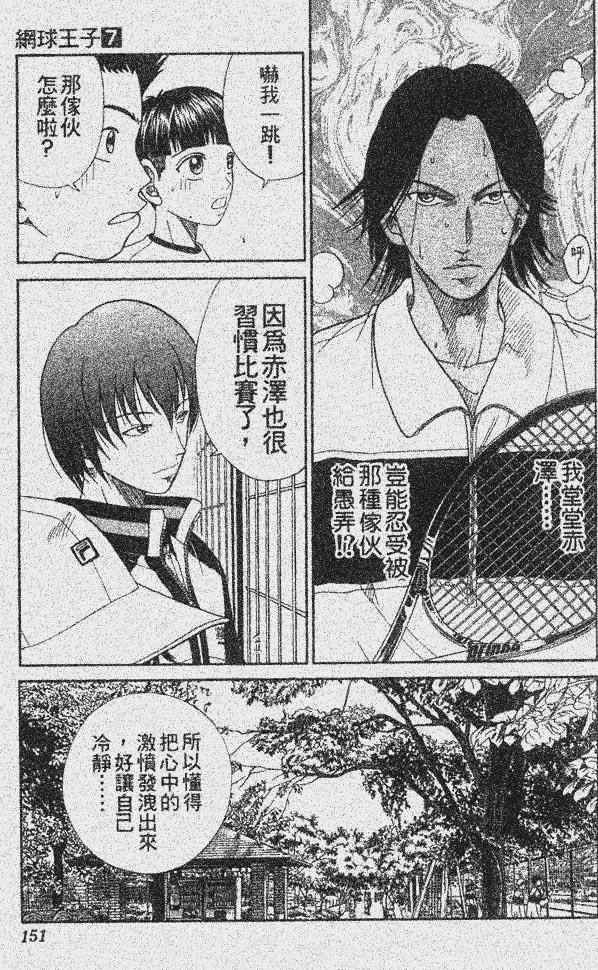 網球王子7
呼
我堂堂赤
澤……
豈能忍受被
那種傢伙
給愚弄!?
嚇我一跳!
那傢伙
怎麼啦?
因為赤澤也很
習慣比賽了,
所以懂得
把心中的
激憤發洩出來
,好讓自己
冷靜……
151